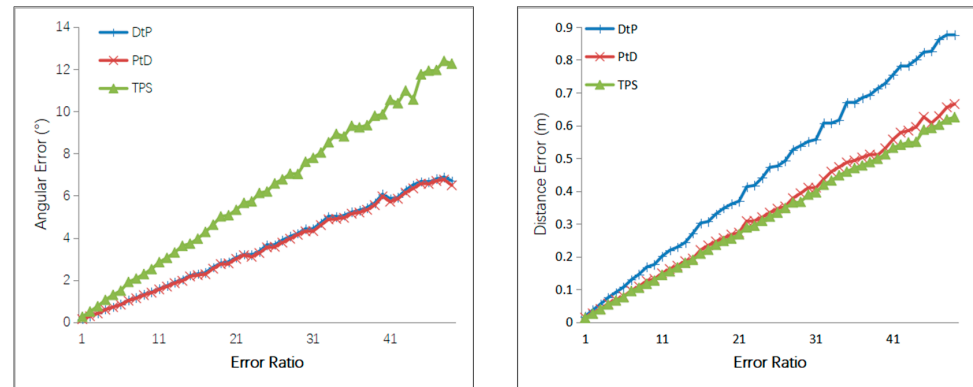 14
12
10
8
6
4
2
0
Angular Error (°)
DtP
PtD
TPS
1 11 21 31 41
Error Ratio
0.9
0.8
0.7
0.6
0.5
0.4
0.3
0.2
0.1
0
Distance Error (m)
DtP
PtD
TPS
1 11 21 31 41
Error Ratio